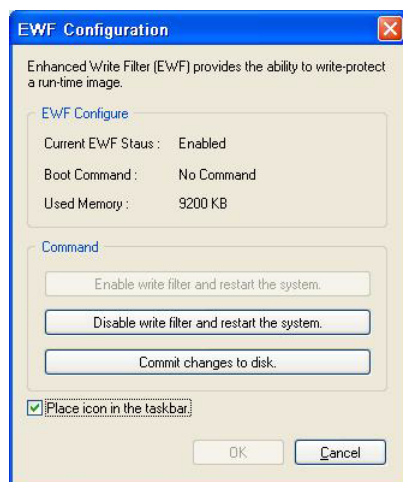 EWF Configuration
Enhanced Write Filter (EWF) provides the ability to write-protect
a run-time image.
EWF Configure
Current EWF Staus : Enabled
Boot Command : No Command
Used Memory : 9200 KB
Command
Enable write filter and restart the system.
Disable write filter and restart the system.
Commit changes to disk.
Place icon in the taskbar.
OK Cancel